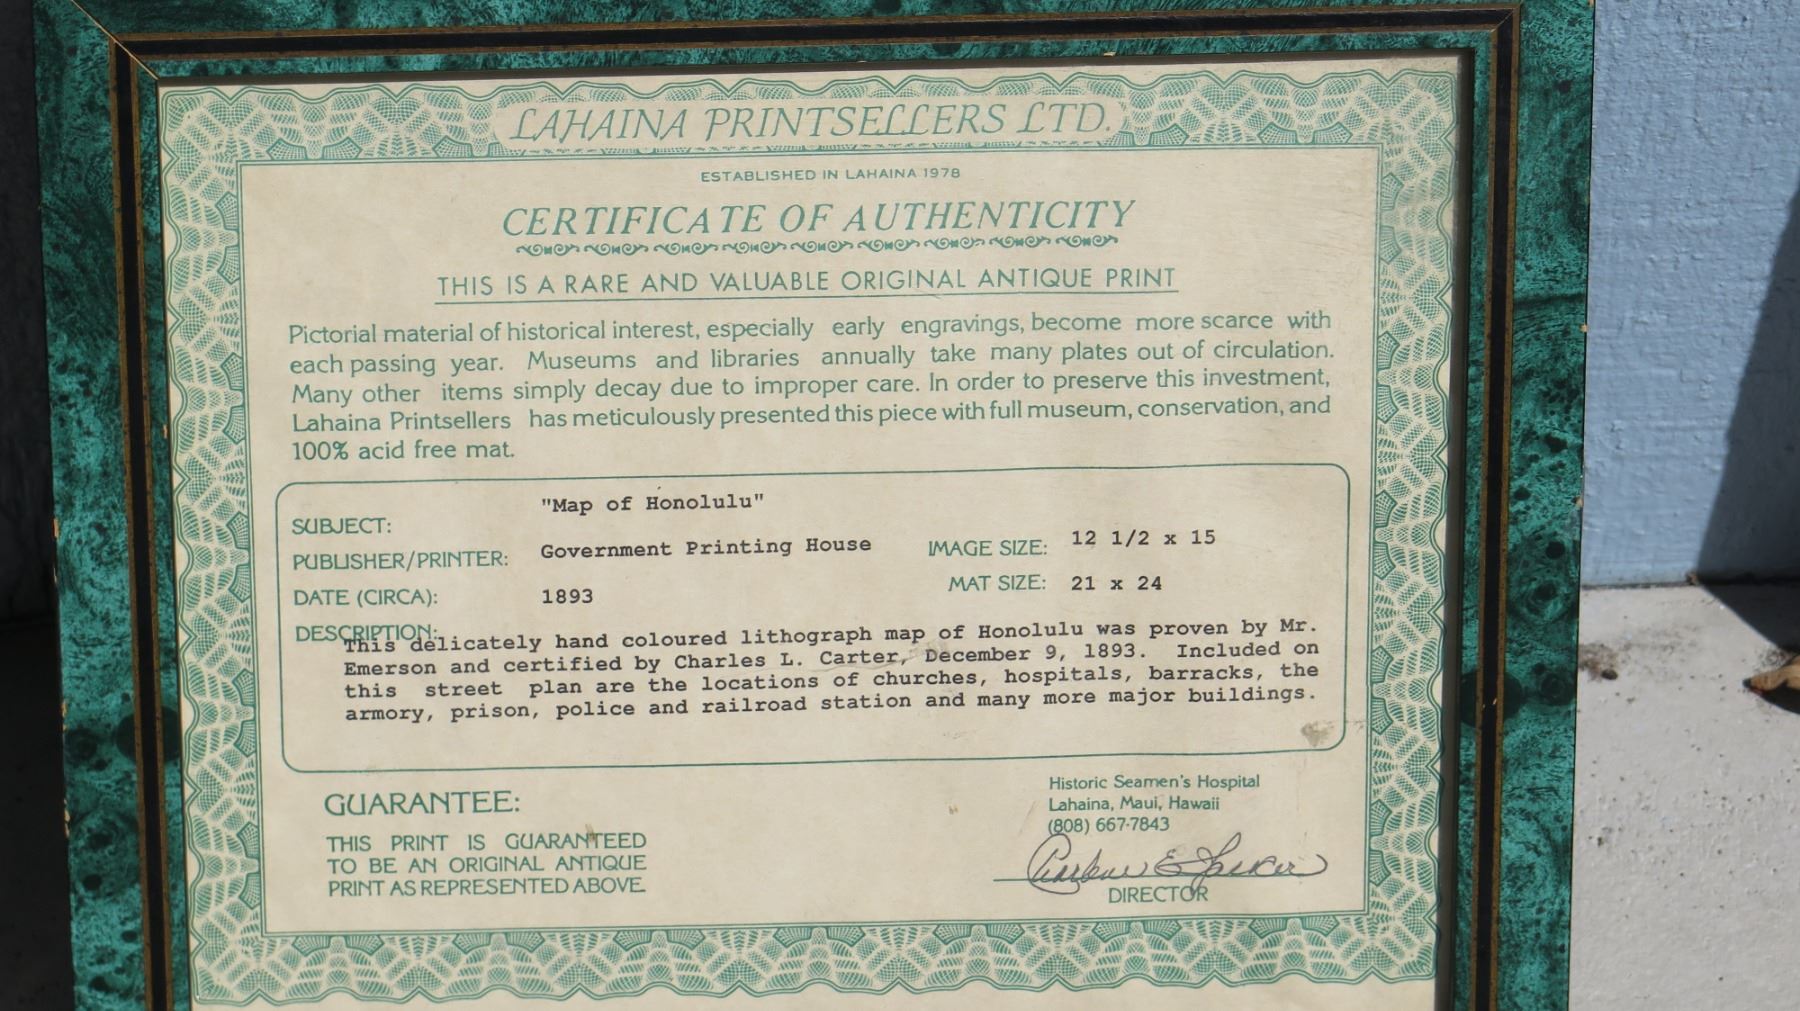 LAHAINA PRINTSELLERS LTD.
ESTABLISHED IN LAHAINA 1978
CERTIFICATE OF AUTHENTICITY
THIS IS A RARE AND VALUABLE ORIGINAL ANTIQUE PRINT
Pictorial material of historical interest, especially early engravings, become more scarce with
each passing year. Museums and libraries annually take many plates out of circulation.
Many other items simply decay due to improper care. In order to preserve this investment,
Lahaina Printsellers has meticulously presented this piece with full museum, conservation, and
100% acid free mat.
SUBJECT: "Map of Honolulu"
PUBLISHER/PRINTER: Government Printing House IMAGE SIZE: 12 1/2 x 15
DATE (CIRCA): 1893 MAT SIZE: 21 x 24
DESCRIPTION:
This delicately hand coloured lithograph map of Honolulu was proven by Mr.
Emerson and certified by Charles L. Carter, December 9, 1893. Included on
this street plan are the locations of churches, hospitals, barracks, the
armory, prison, police and railroad station and many more major buildings.
GUARANTEE:
THIS PRINT IS GUARANTEED
TO BE AN ORIGINAL ANTIQUE
PRINT AS REPRESENTED ABOVE.
Historic Seamen's Hospital
Lahaina, Maui, Hawaii
(808) 667-7843
DIRECTOR